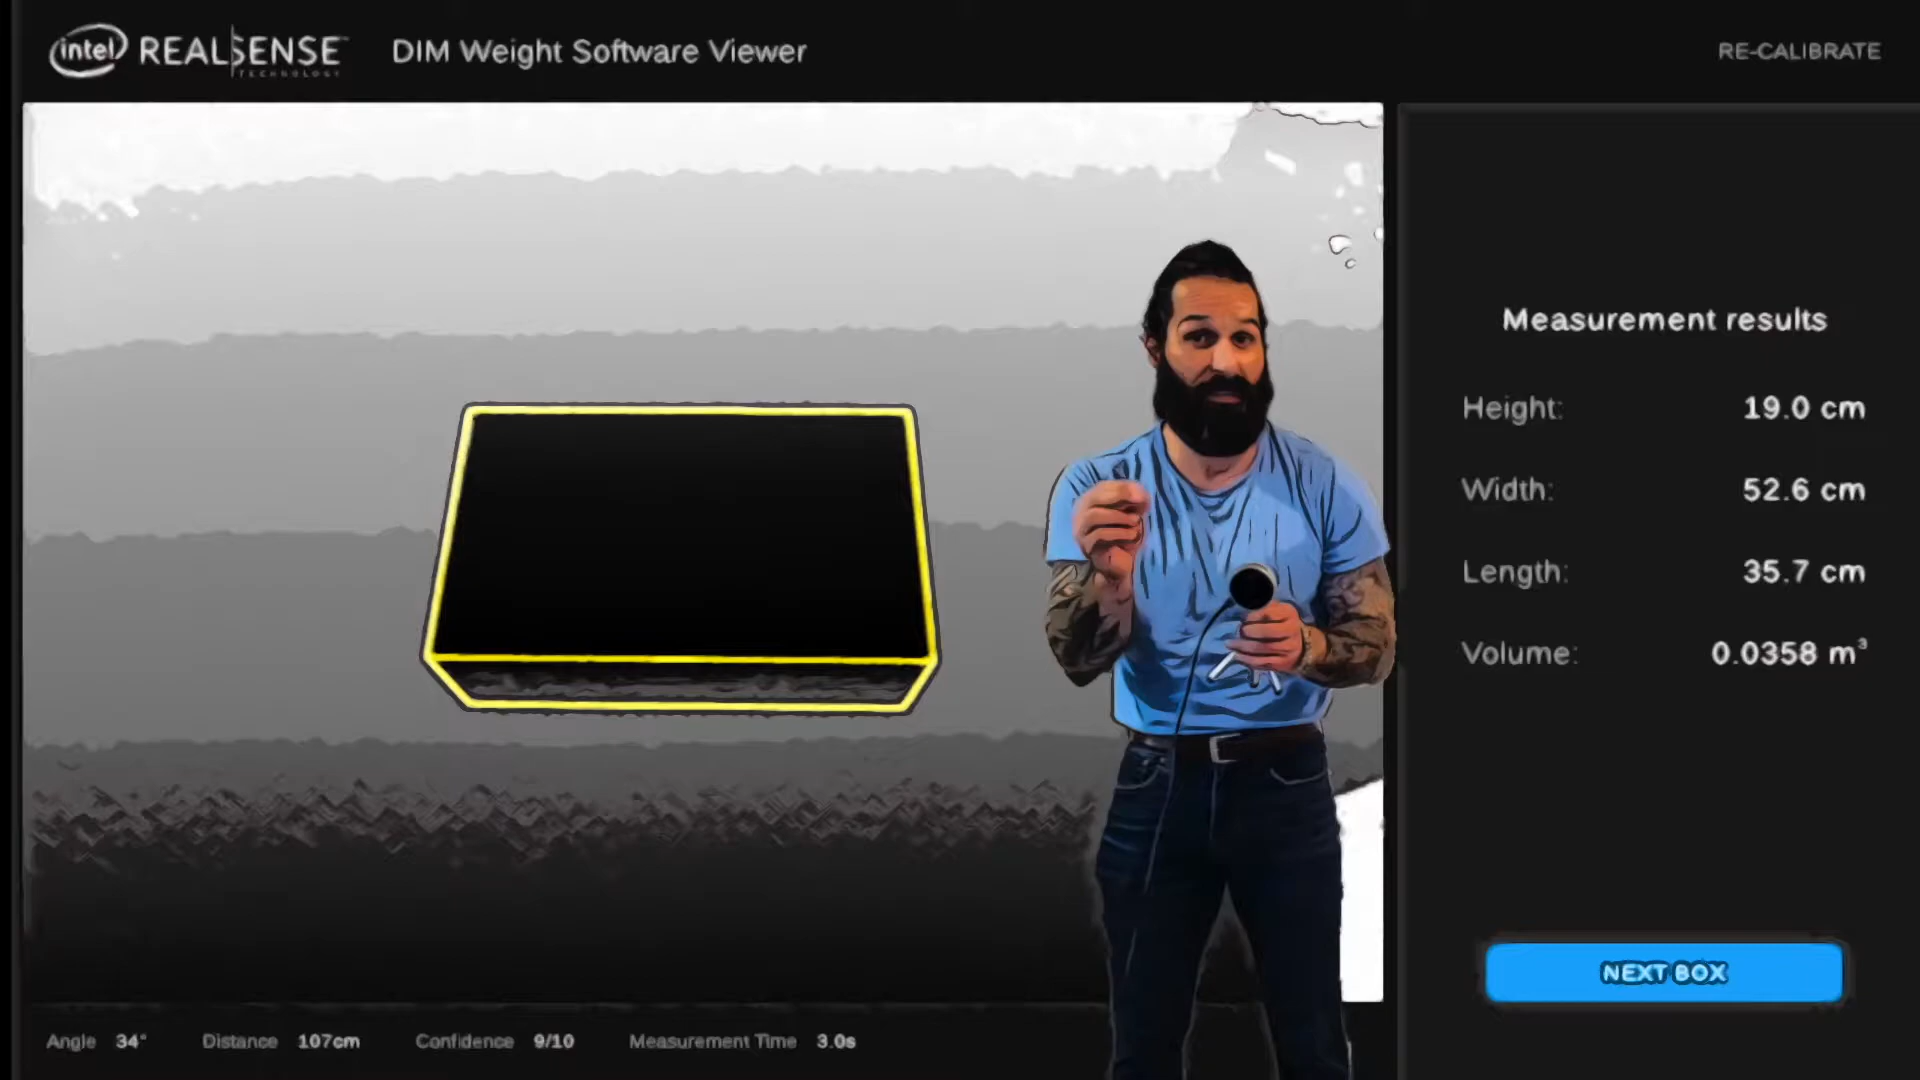 intel REALSENSE™ DIM Weight Software Viewer RE-CALIBRATE
TECHNOLOGY
Measurement results
Height: 19.0 cm
Width: 52.6 cm
Length: 35.7 cm
Volume: 0.0358 m³
NEXT BOX
Angle 34° Distance 107cm Confidence 9/10 Measurement Time 3.0s